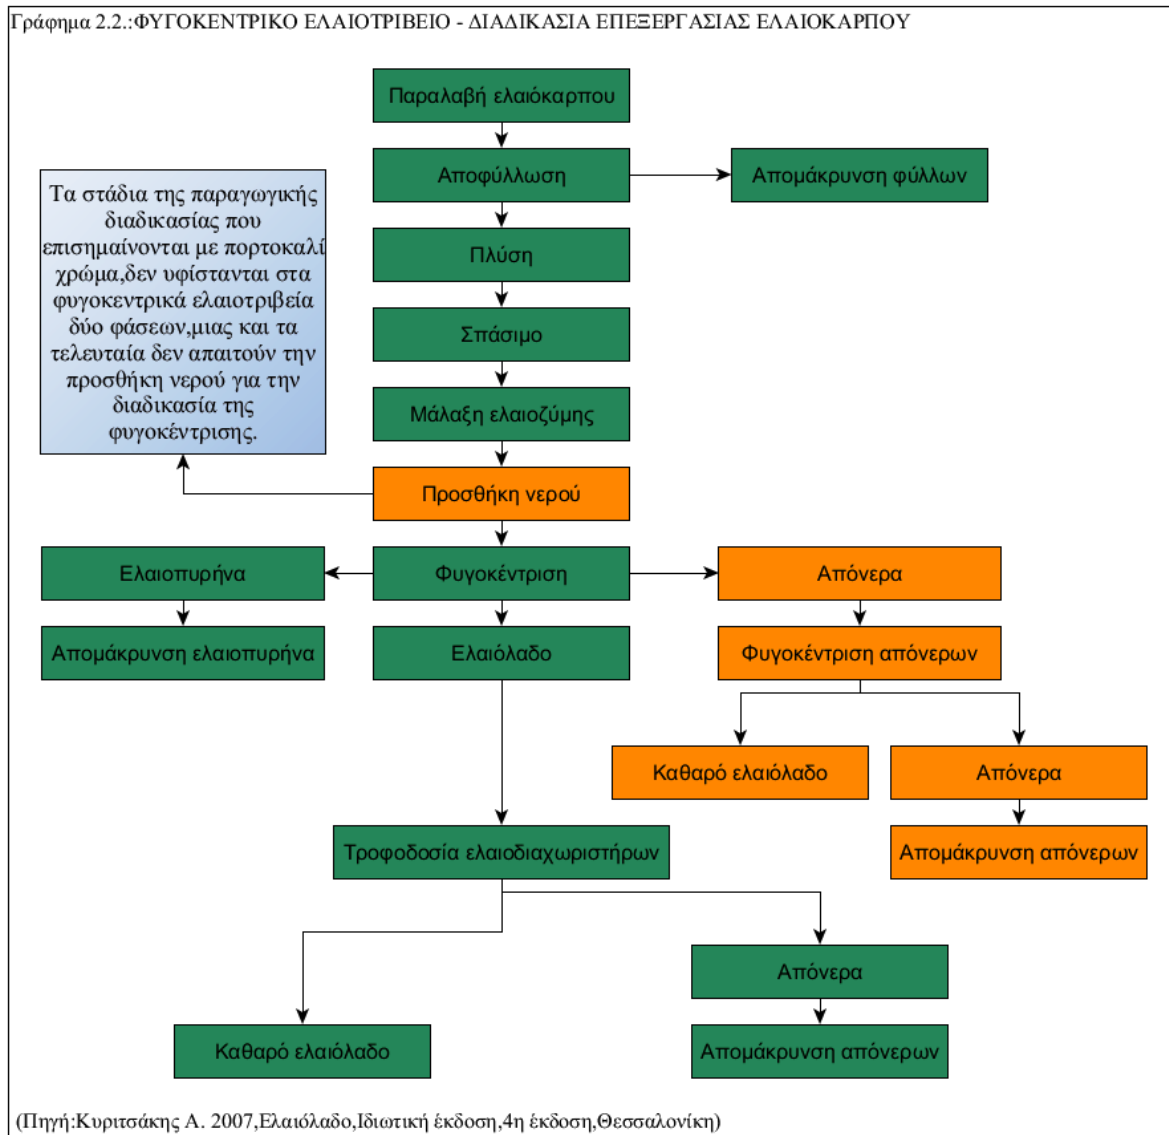 Γράφημα 2.2.:ΦΥΓΟΚΕΝΤΡΙΚΟ ΕΛΑΙΟΤΡΙΒΕΙΟ - ΔΙΑΔΙΚΑΣΙΑ ΕΠΕΞΕΡΓΑΣΙΑΣ ΕΛΑΙΟΚΑΡΠΟΥ
Παραλαβή ελαιόκαρπου
Αποφύλλωση
Απομάκρυνση φύλλων
Τα στάδια της παραγωγικής
διαδικασίας που
επισημαίνονται με πορτοκαλί
χρώμα,δεν υφίστανται στα
φυγοκεντρικά ελαιοτριβεία
δύο φάσεων,μιας και τα
τελευταία δεν απαιτούν την
προσθήκη νερού για την
διαδικασία της
φυγοκέντρισης.
Πλύση
Σπάσιμο
Μάλαξη ελαιοζύμης
Προσθήκη νερού
Ελαιοπυρήνα
Φυγοκέντριση
Απόνερα
Απομάκρυνση ελαιοπυρήνα
Ελαιόλαδο
Φυγοκέντριση απόνερων
Καθαρό ελαιόλαδο
Απόνερα
Τροφοδοσία ελαιοδιαχωριστήρων
Απομάκρυνση απόνερων
Απόνερα
Καθαρό ελαιόλαδο
Απομάκρυνση απόνερων
(Πηγή:Κυριτσάκης Α. 2007,Ελαιόλαδο,Ιδιωτική έκδοση,4η έκδοση,Θεσσαλονίκη)